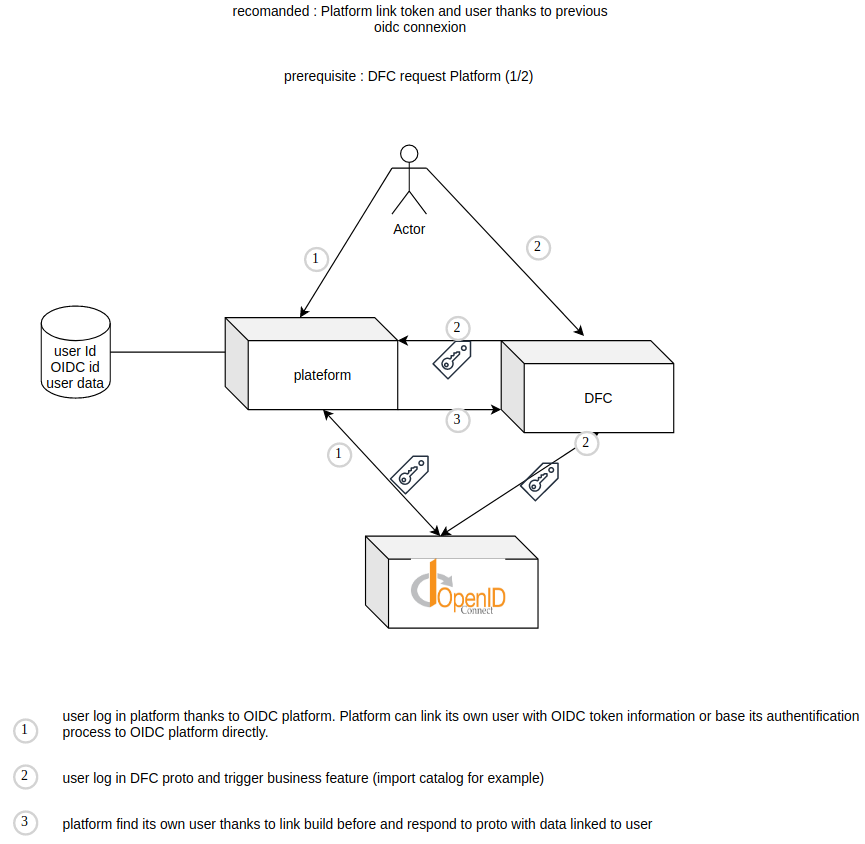 recomanded : Platform link token and user thanks to previous
oidc connexion
prerequisite : DFC request Platform (1/2)
Actor
1
2
2
user Id
OIDC id
user data
plateform
DFC
3
1
2
OpenID
Connect
1
user log in platform thanks to OIDC platform. Platform can link its own user with OIDC token information or base its authentification
process to OIDC platform directly.
2
user log in DFC proto and trigger business feature (import catalog for example)
3
platform find its own user thanks to link build before and respond to proto with data linked to user